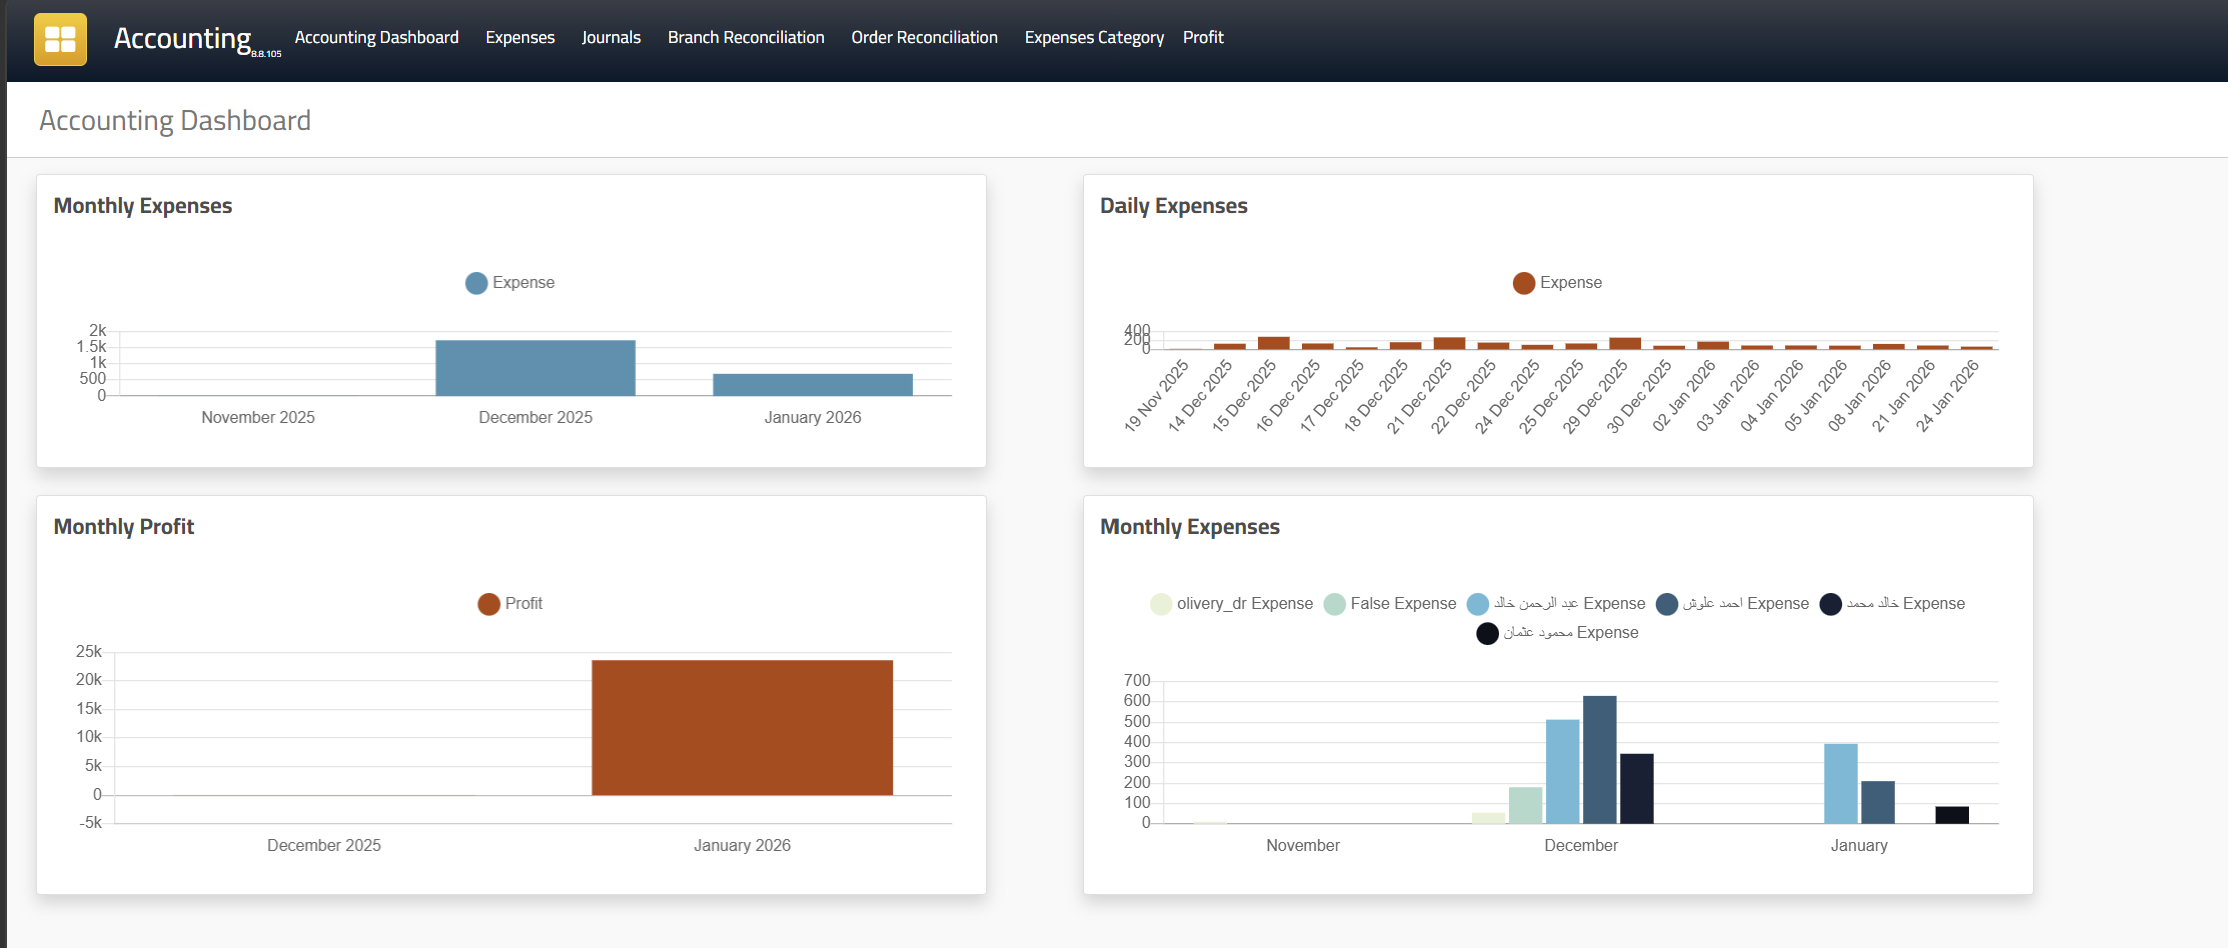 Accounting 8.8.105 Accounting Dashboard Expenses Journals Branch Reconciliation Order Reconciliation Expenses Category Profit
Accounting Dashboard
Monthly Expenses
Expense
2k
1.5k
1k
500
0
November 2025 December 2025 January 2026
Daily Expenses
Expense
400
200
0
19 Nov 2025 14 Dec 2025 15 Dec 2025 16 Dec 2025 17 Dec 2025 18 Dec 2025 21 Dec 2025 22 Dec 2025 24 Dec 2025 25 Dec 2025 29 Dec 2025 30 Dec 2025 02 Jan 2026 03 Jan 2026 04 Jan 2026 05 Jan 2026 08 Jan 2026 21 Jan 2026 24 Jan 2026
Monthly Profit
Profit
25k
20k
15k
10k
5k
0
-5k
December 2025 January 2026
Monthly Expenses
olivery_dr Expense False Expense عبد الرحمن خالد Expense احمد علوش Expense خالد محمد Expense
محمود عثمان Expense
700
600
500
400
300
200
100
0
November December January